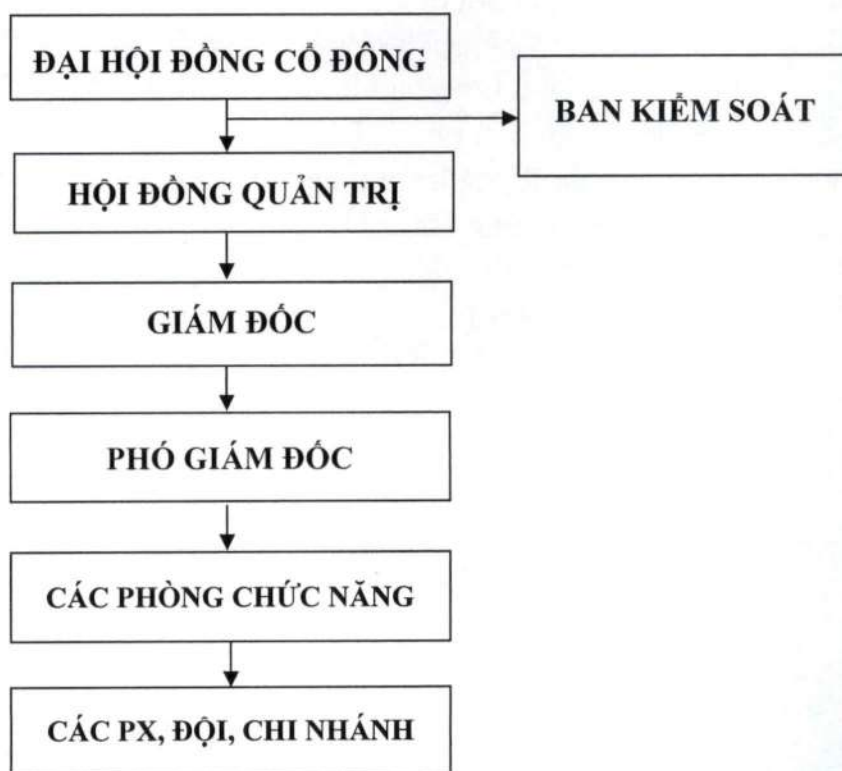 ĐẠI HỘI ĐỒNG CỔ ĐÔNG
BAN KIỂM SOÁT
HỘI ĐỒNG QUẢN TRỊ
GIÁM ĐỐC
PHÓ GIÁM ĐỐC
CÁC PHÒNG CHỨC NĂNG
CÁC PX, ĐỘI, CHI NHÁNH